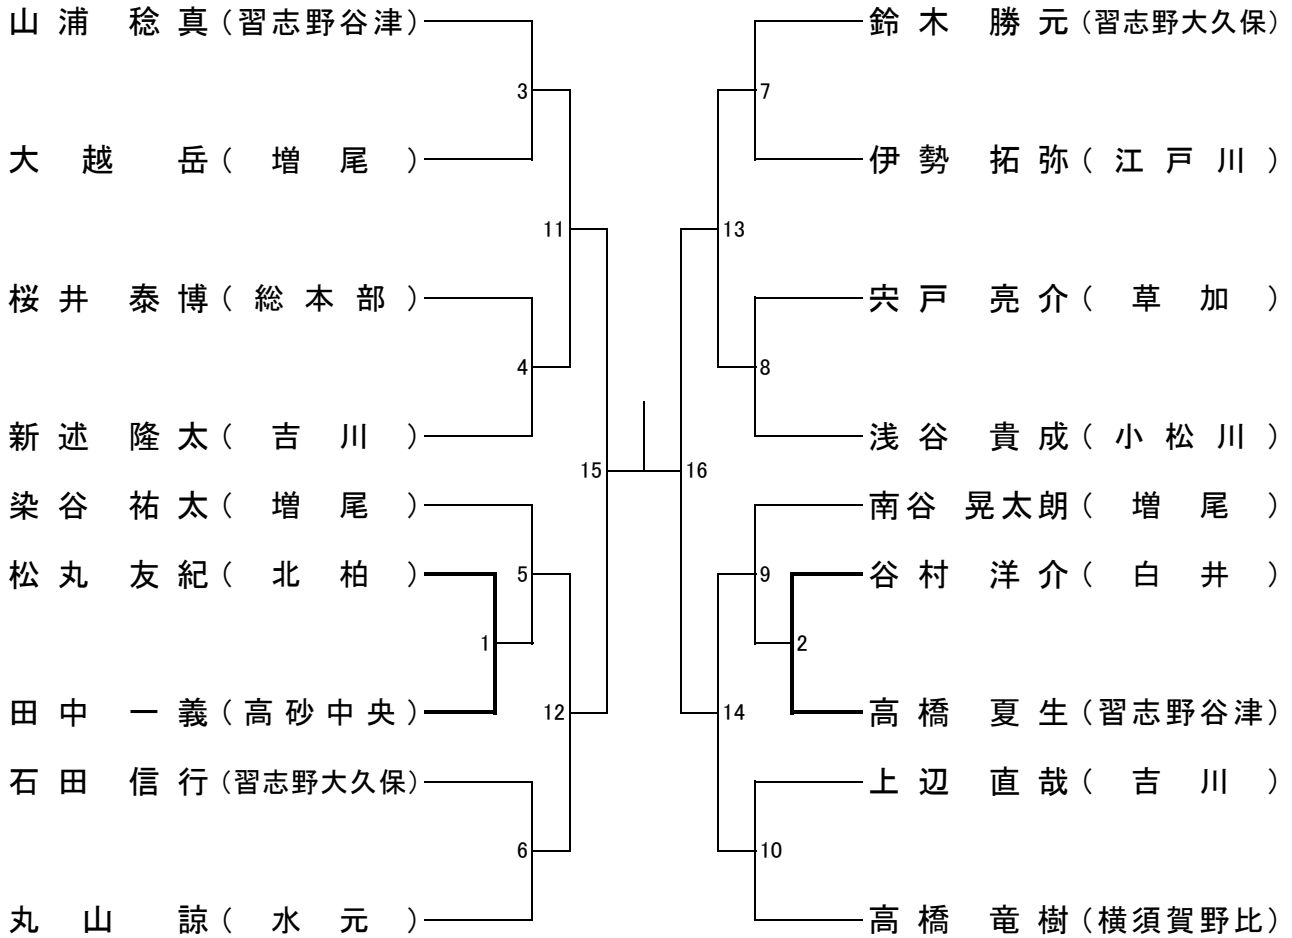 山浦 稔真(習志野谷津)
3
大越 岳(増尾)
11
桜井 泰博(総本部)
4
新述 隆太(吉川)
15
染谷 祐太(増尾)
松丸 友紀(北柏)
5
1
田中 一義(高砂中央)
12
石田 信行(習志野大久保)
6
丸山 諒(水元)
鈴木 勝元(習志野大久保)
7
伊勢 拓弥(江戸川)
13
宍戸 亮介(草加)
8
浅谷 貴成(小松川)
16
南谷 晃太朗(増尾)
9
谷村 洋介(白井)
2
高橋 夏生(習志野谷津)
14
上辺 直哉(吉川)
10
高橋 竜樹(横須賀野比)